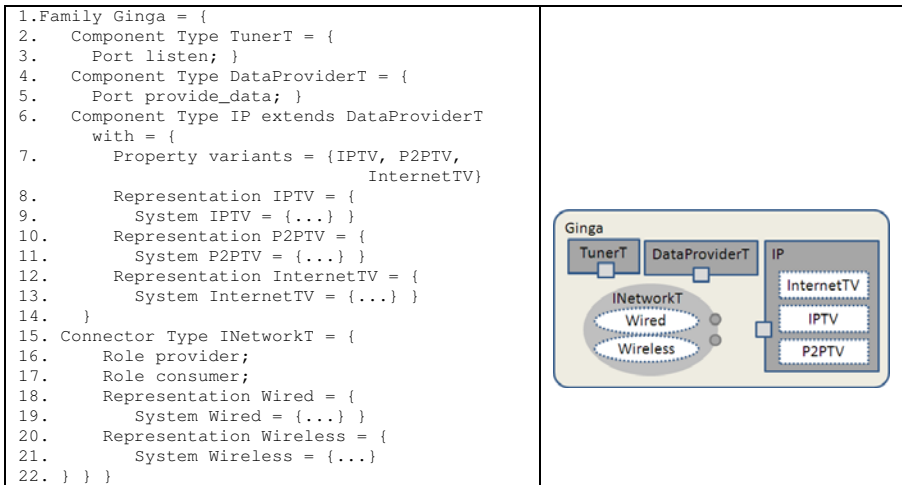 1.Family Ginga = {
2. Component Type TunerT = {
3. Port listen; }
4. Component Type DataProviderT = {
5. Port provide_data; }
6. Component Type IP extends DataProviderT
with = {
7. Property variants = {IPTV, P2PTV,
InternetTV}
8. Representation IPTV = {
9. System IPTV = {...} }
10. Representation P2PTV = {
11. System P2PTV = {...} }
12. Representation InternetTV = {
13. System InternetTV = {...} }
14. }
15. Connector Type INetworkT = {
16. Role provider;
17. Role consumer;
18. Representation Wired = {
19. System Wired = {...} }
20. Representation Wireless = {
21. System Wireless = {...}
22. } } }
Ginga
TunerT
DataProviderT
IP
INetworkT
Wired
Wireless
InternetTV
IPTV
P2PTV